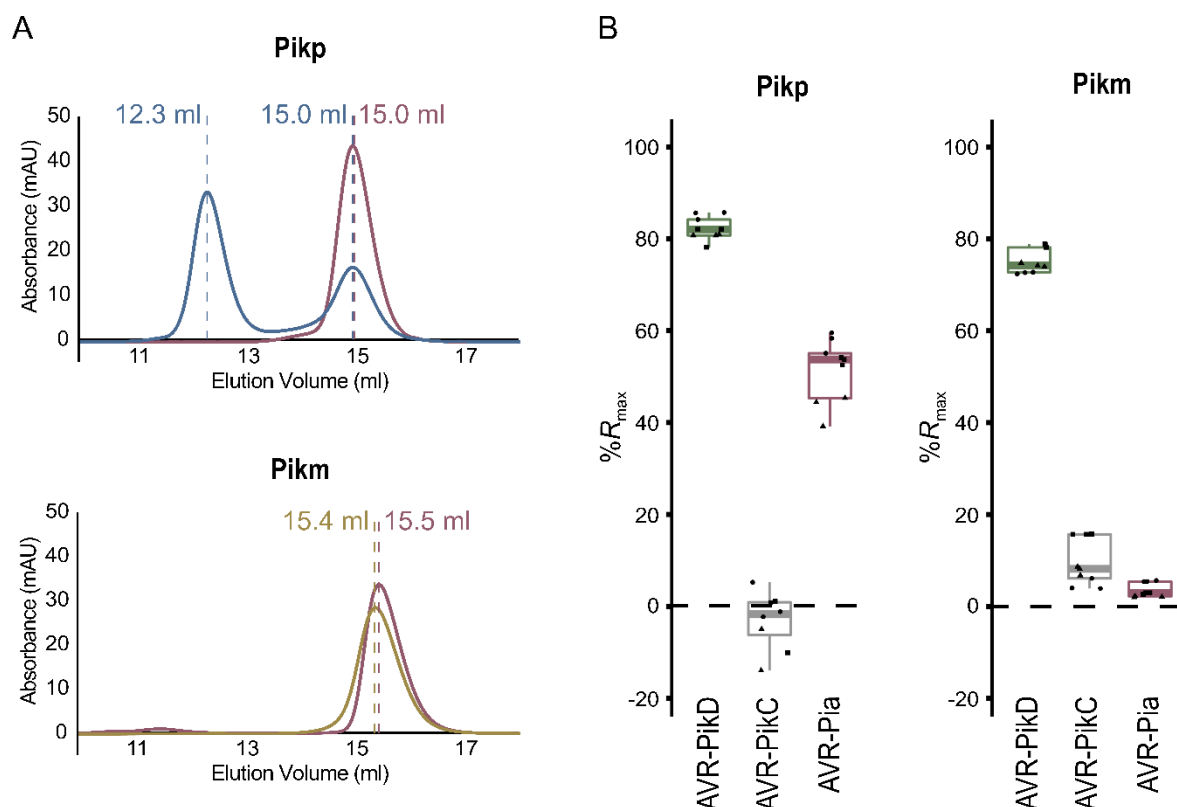 A
Pikp
12.3 ml 15.0 ml 15.0 ml
50
40
30
20
10
0
Absorbance (mAU)
11 13 15 17
Elution Volume (ml)
Pikm
15.4 ml 15.5 ml
50
40
30
20
10
0
Absorbance (mAU)
11 13 15 17
Elution Volume (ml)
B
Pikp
100
80
60
40
20
0
-20
%Rmax
AVR-PikD
AVR-PikC
AVR-Pia
Pikm
100
80
60
40
20
0
-20
%Rmax
AVR-PikD
AVR-PikC
AVR-Pia